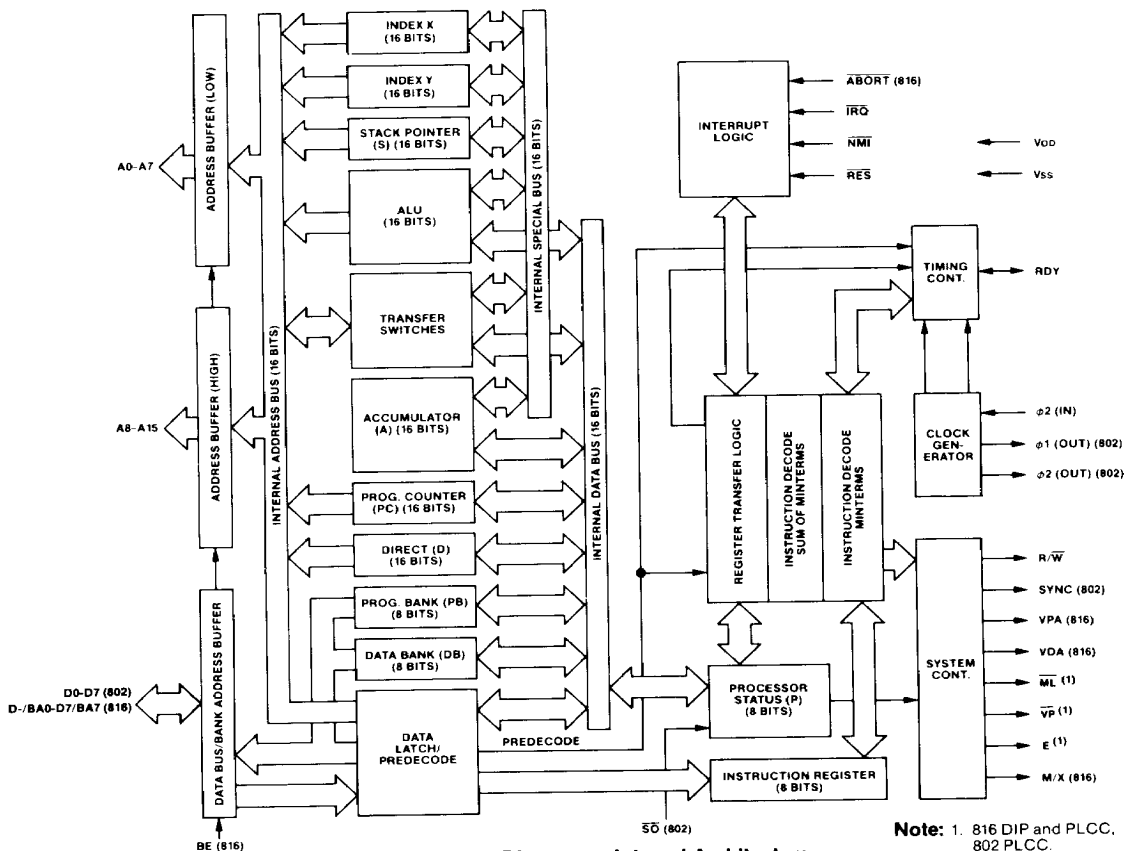 INDEX X
(16 BITS)
INDEX Y
(16 BITS)
STACK POINTER
(S) (16 BITS)
ALU
(16 BITS)
TRANSFER
SWITCHES
ACCUMULATOR
(A) (16 BITS)
PROG. COUNTER
(PC) (16 BITS)
DIRECT (D)
(16 BITS)
PROG. BANK (PB)
(8 BITS)
DATA BANK (DB)
(8 BITS)
DATA
LATCH/
PREDECODE
PREDECODE
ADDRESS BUFFER (LOW)
ADDRESS BUFFER (HIGH)
DATA BUS/BANK ADDRESS BUFFER
INTERNAL ADDRESS BUS (16 BITS)
INTERNAL SPECIAL BUS (16 BITS)
INTERNAL DATA BUS (16 BITS)
A0-A7
A8-A15
D0-D7 (802)
D-/BA0-D7/BA7 (816)
BE (816)
INTERRUPT
LOGIC
ABORT (816)
IRQ
NMI
RES
VDD
VSS
TIMING
CONT.
RDY
CLOCK
GEN-
ERATOR
φ2 (IN)
φ1 (OUT) (802)
φ2 (OUT) (802)
REGISTER TRANSFER LOGIC
INSTRUCTION DECODE
SUM OF MINTERMS
INSTRUCTION DECODE
MINTERMS
SYSTEM
CONT.
R/W
SYNC (802)
VPA (816)
VDA (816)
ML (1)
VP (1)
E (1)
M/X (816)
PROCESSOR
STATUS (P)
(8 BITS)
INSTRUCTION REGISTER
(8 BITS)
SO (802)
Note: 1. 816 DIP and PLCC,
802 PLCC.